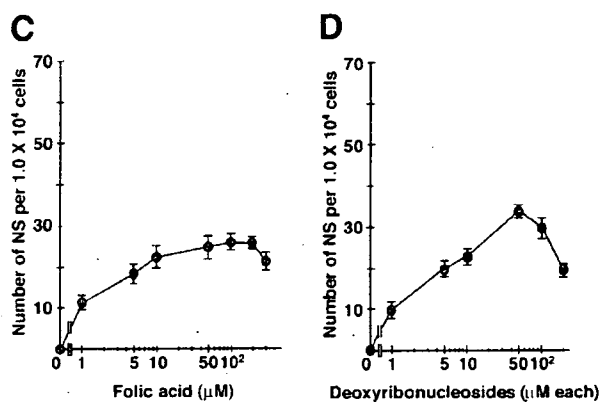 C
Number of NS per 1.0 X 10⁴ cells
70
50
30
10
0 1 5 10 50 10²
Folic acid (μM)
D
Number of NS per 1.0 X 10⁴ cells
70
50
30
10
0 1 5 10 50 10²
Deoxyribonucleosides (μM each)